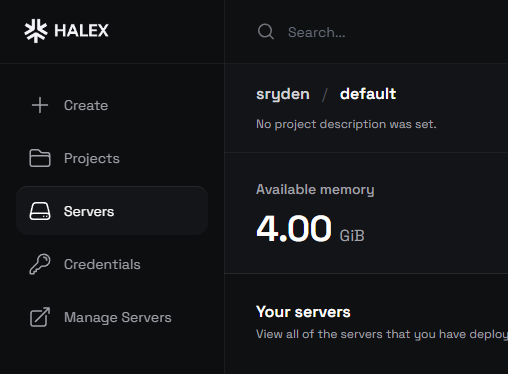 HALEX
Search...
Create
Projects
Servers
Credentials
Manage Servers
sryden / default
No project description was set.
Available memory
4.00 GiB
Your servers
View all of the servers that you have deploy